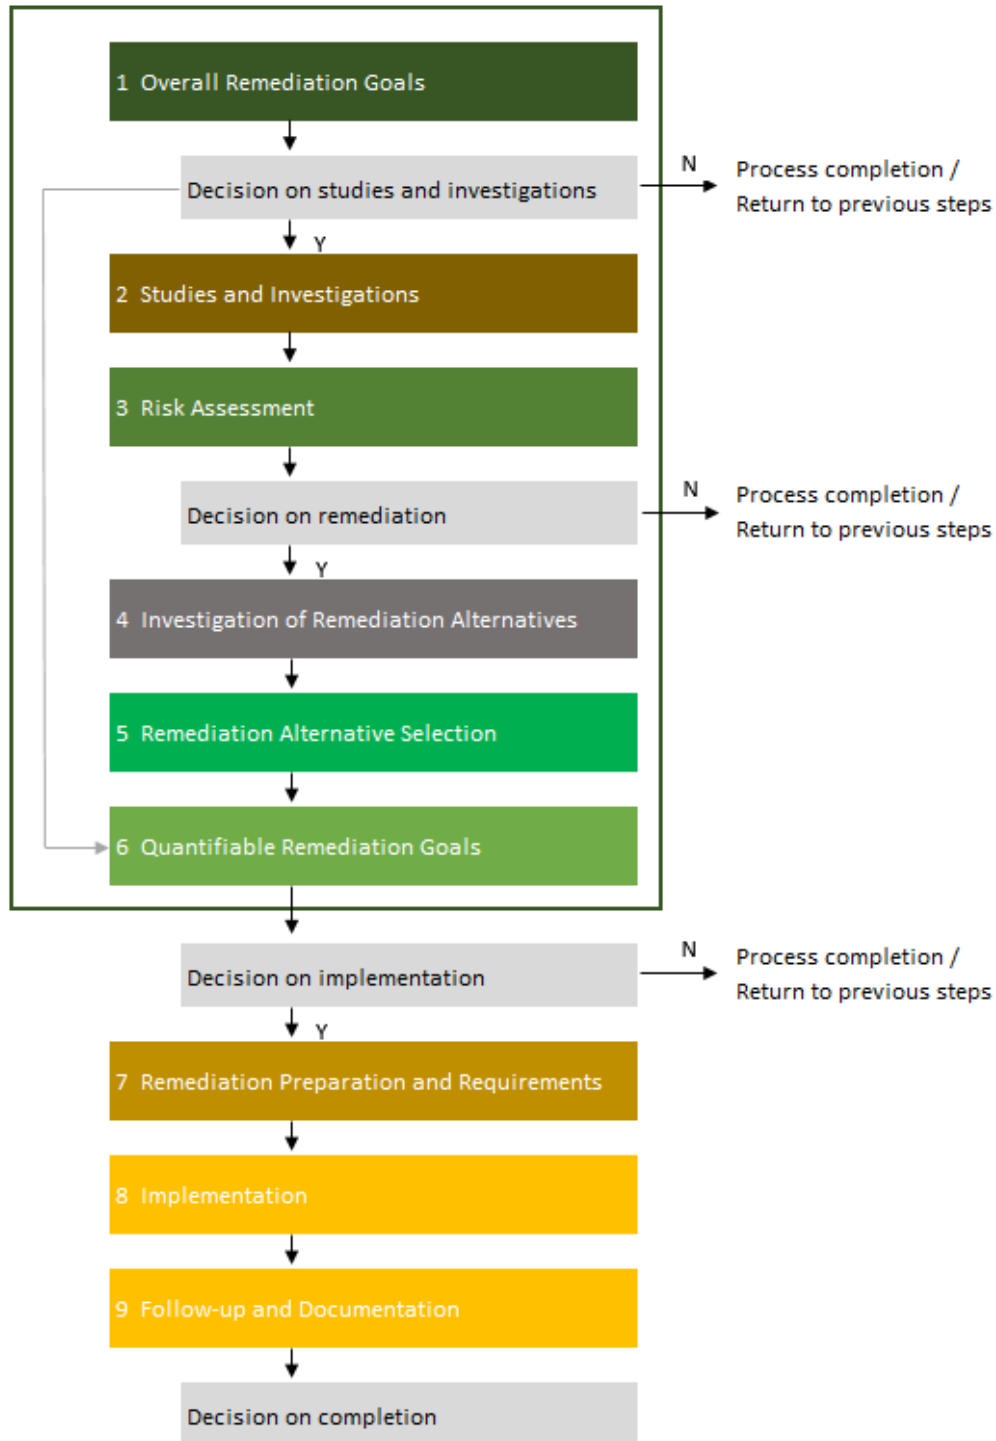 1 Overall Remediation Goals
Decision on studies and investigations
N
Process completion /
Return to previous steps
Y
2 Studies and Investigations
3 Risk Assessment
Decision on remediation
N
Process completion /
Return to previous steps
Y
4 Investigation of Remediation Alternatives
5 Remediation Alternative Selection
6 Quantifiable Remediation Goals
Decision on implementation
N
Process completion /
Return to previous steps
Y
7 Remediation Preparation and Requirements
8 Implementation
9 Follow-up and Documentation
Decision on completion